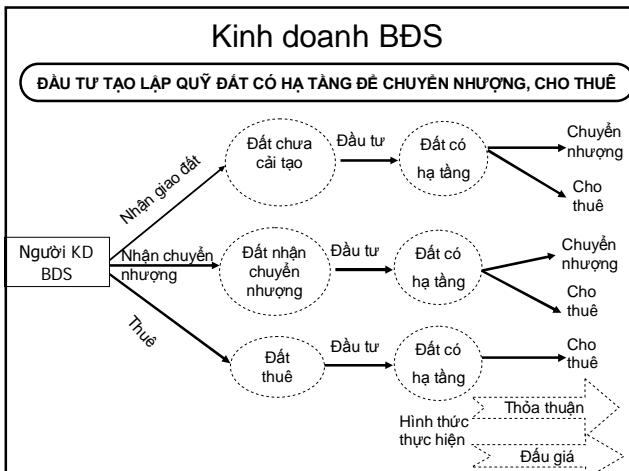 Kinh doanh BĐS
ĐẦU TƯ TẠO LẬP QUỸ ĐẤT CÓ HẠ TẦNG ĐỂ CHUYỂN NHƯỢNG, CHO THUÊ
Người KD
BDS
Nhận giao đất
Đất chưa
cải tạo
Đầu tư
Đất có
hạ tầng
Chuyển
nhượng
Cho
thuê
Nhận chuyển
nhượng
Đất nhận
chuyển
nhượng
Đầu tư
Đất có
hạ tầng
Chuyển
nhượng
Cho
thuê
Thuê
Đất
thuê
Đầu tư
Đất có
hạ tầng
Cho
thuê
Hình thức
thực hiện
Thỏa thuận
Đấu giá